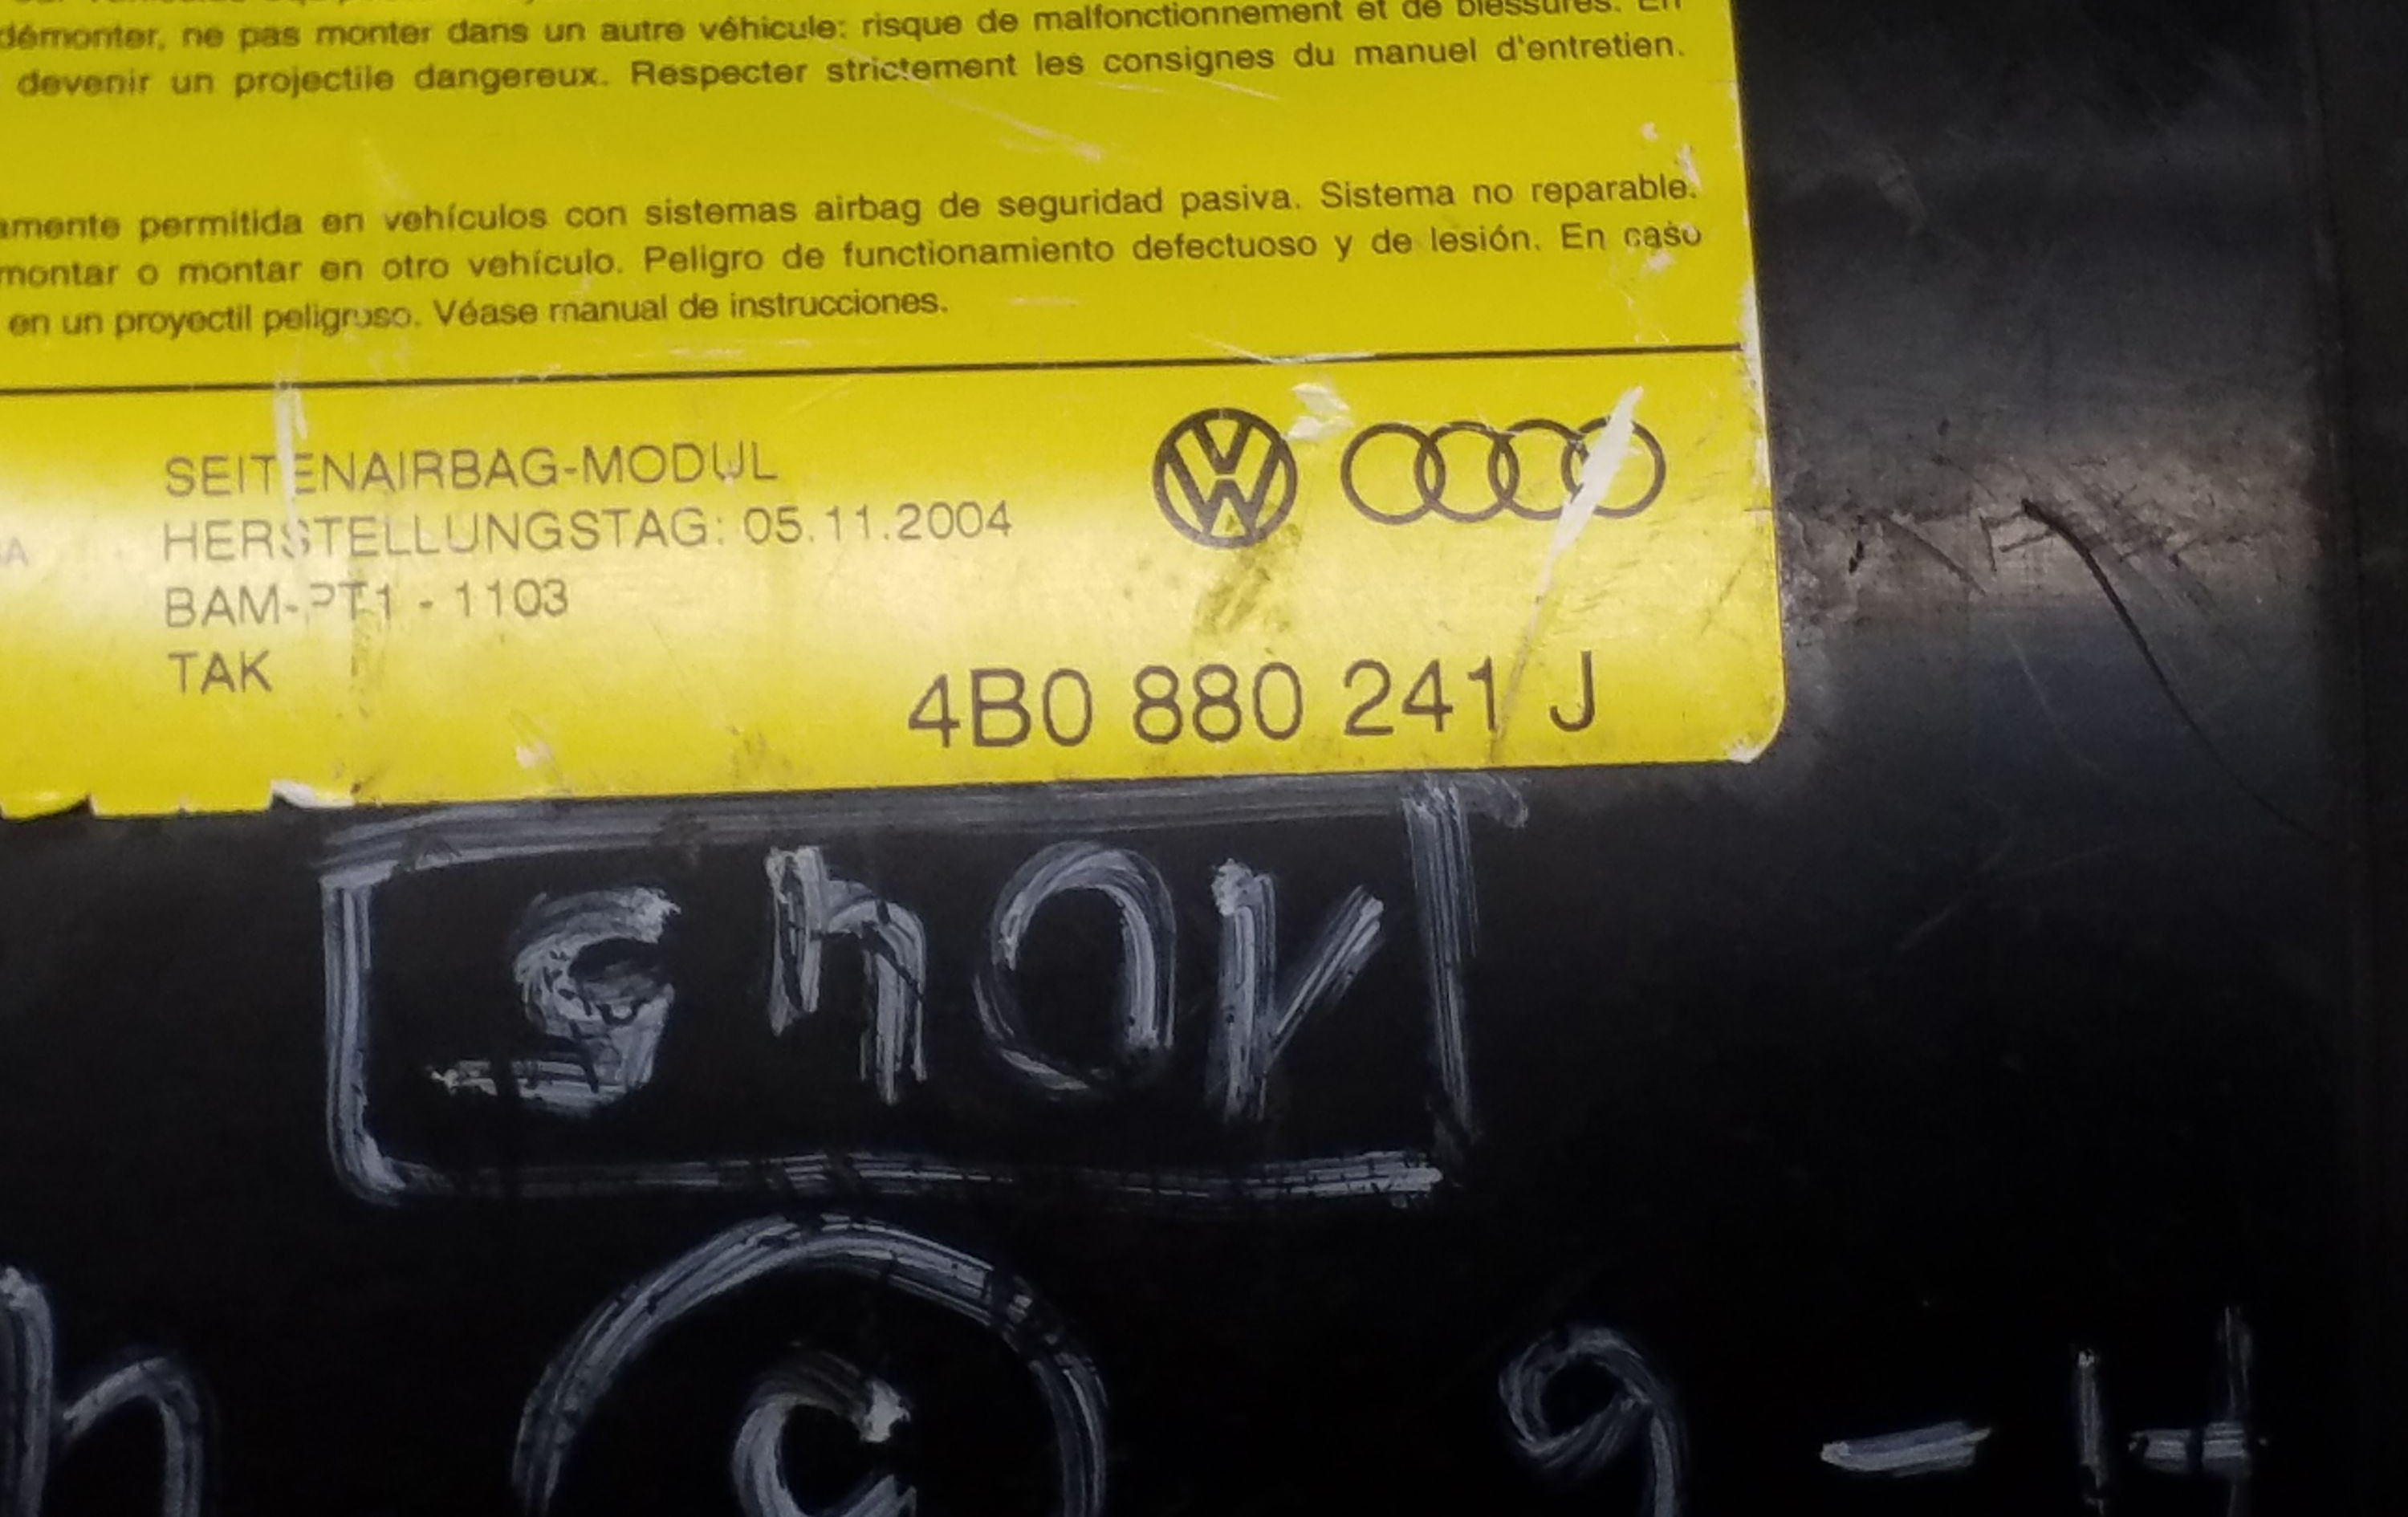 démonter, ne pas monter dans un autre véhicule: risque de malfonctionnement et de blessures. En
devenir un projectile dangereux. Respecter strictement les consignes du manuel d'entretien.
amente permitida en vehículos con sistemas airbag de seguridad pasiva. Sistema no reparable.
montar o montar en otro vehículo. Peligro de functionamiento defectuoso y de lesión. En caso
en un proyectil peligroso. Véase manual de instrucciones.
SEITENAIRBAG-MODUL
HERSTELLUNGSTAG: 05.11.2004
BAM-PT1 - 1103
TAK
4B0 880 241 J
1045